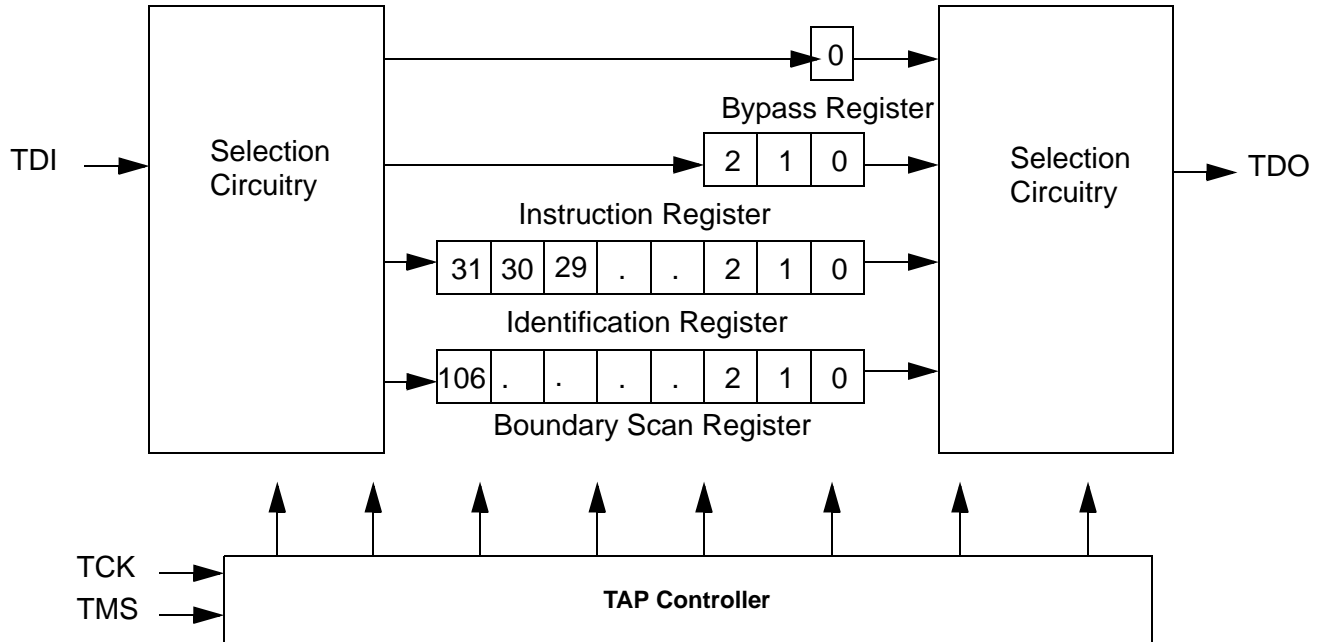 0
Bypass Register
TDI
Selection
Circuitry
2 1 0
Selection
Circuitry
TDO
Instruction Register
31 30 29 . . 2 1 0
Identification Register
106 . . . . 2 1 0
Boundary Scan Register
TCK
TMS
TAP Controller